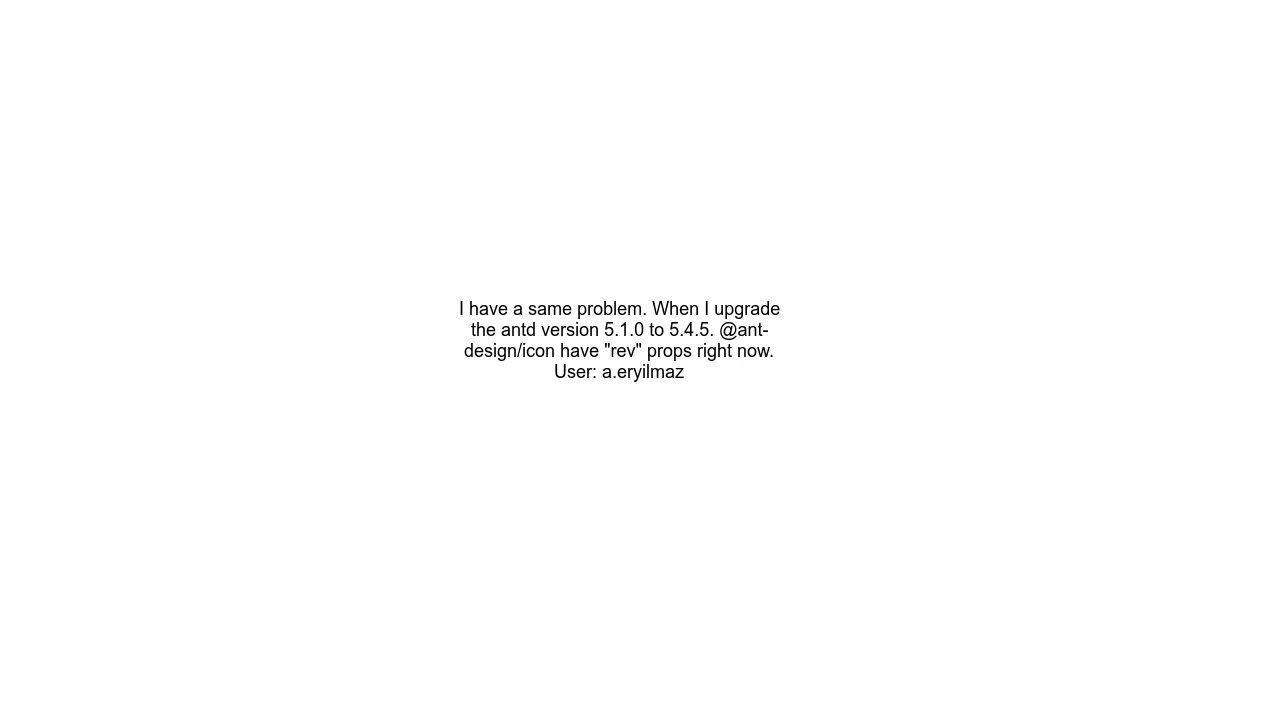 I have a same problem. When I upgrade
the antd version 5.1.0 to 5.4.5. @ant-
design/icon have "rev" props right now.
User: a.eryilmaz